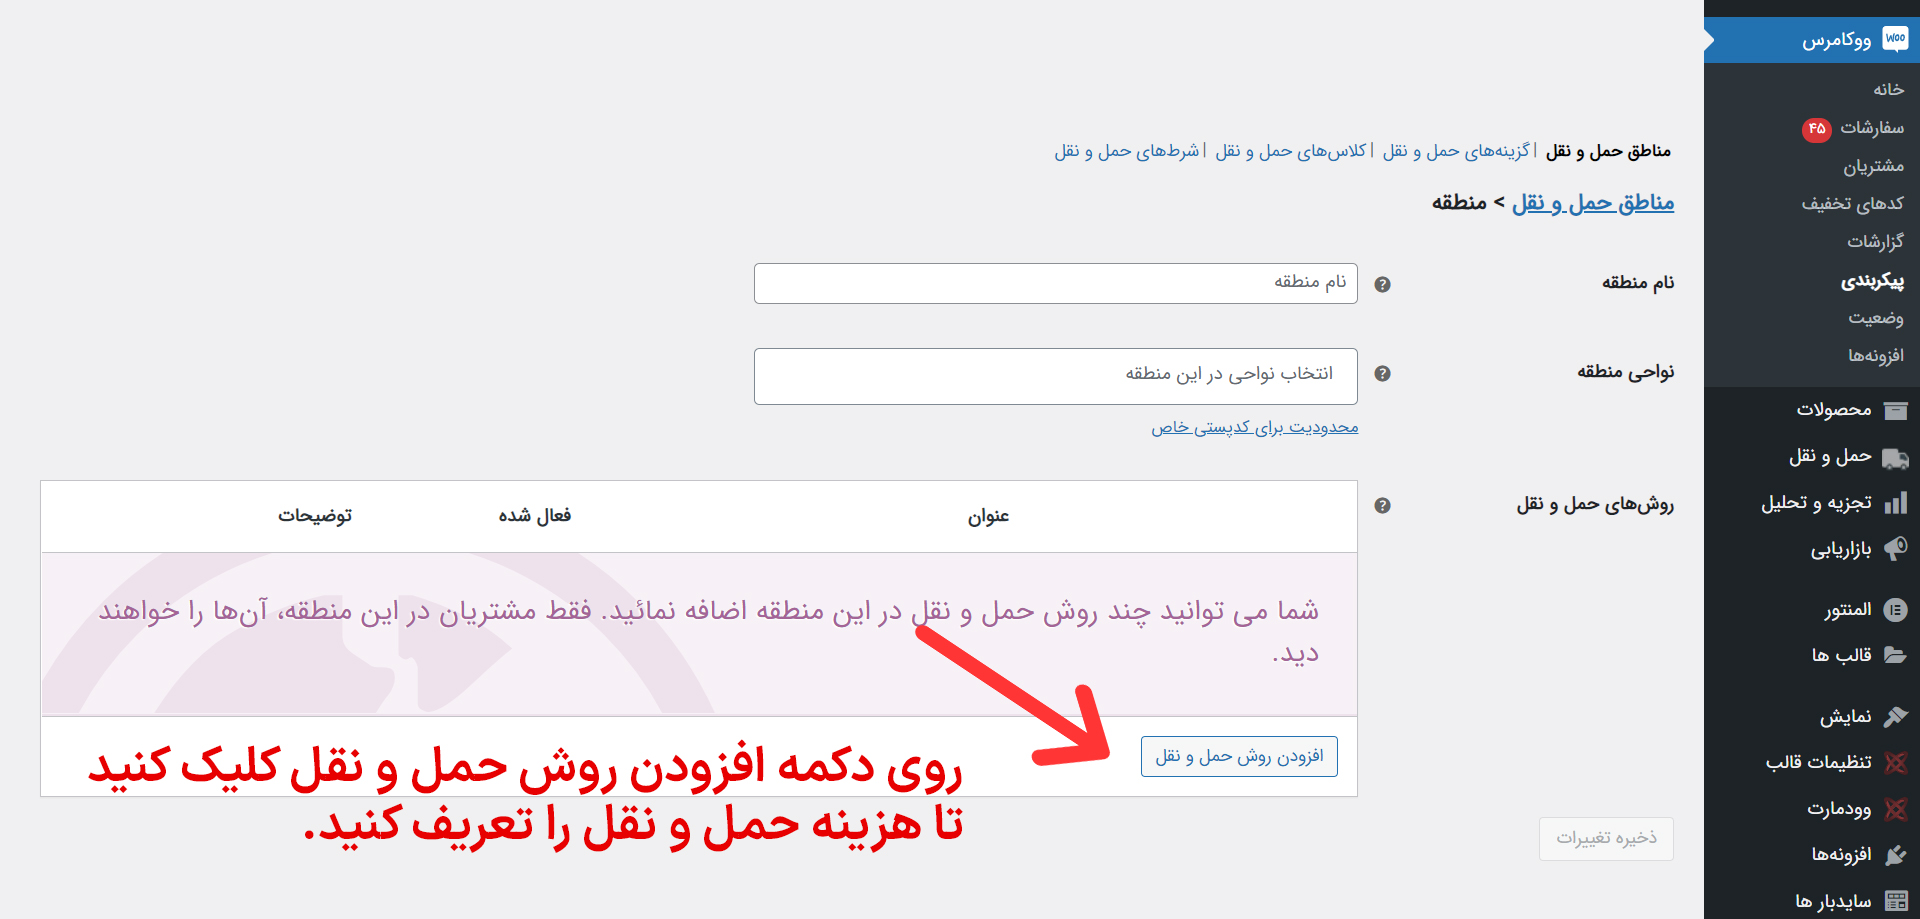 Woo
ووکامرس
خانه
سفارشات ۴۵
مشتریان
کدهای تخفیف
گزارشات
پیکربندی
وضعیت
افزونه‌ها
محصولات
حمل و نقل
تجزیه و تحلیل
بازاریابی
المنتور
قالب ها
نمایش
تنظیمات قالب
وودمارت
افزونه‌ها
سایدبار ها
مناطق حمل و نقل | گزینه‌های حمل و نقل | کلاس‌های حمل و نقل | شرط‌های حمل و نقل
مناطق حمل و نقل > منطقه
نام منطقه ? نام منطقه
نواحی منطقه ? انتخاب نواحی در این منطقه
محدودیت برای کدپستی خاص
روش‌های حمل و نقل ?
عنوان فعال شده توضیحات
شما می توانید چند روش حمل و نقل در این منطقه اضافه نمائید. فقط مشتریان در این منطقه، آن‌ها را خواهند
دید.
افزودن روش حمل و نقل
روی دکمه افزودن روش حمل و نقل کلیک کنید
تا هزینه حمل و نقل را تعریف کنید.
ذخیره تغییرات